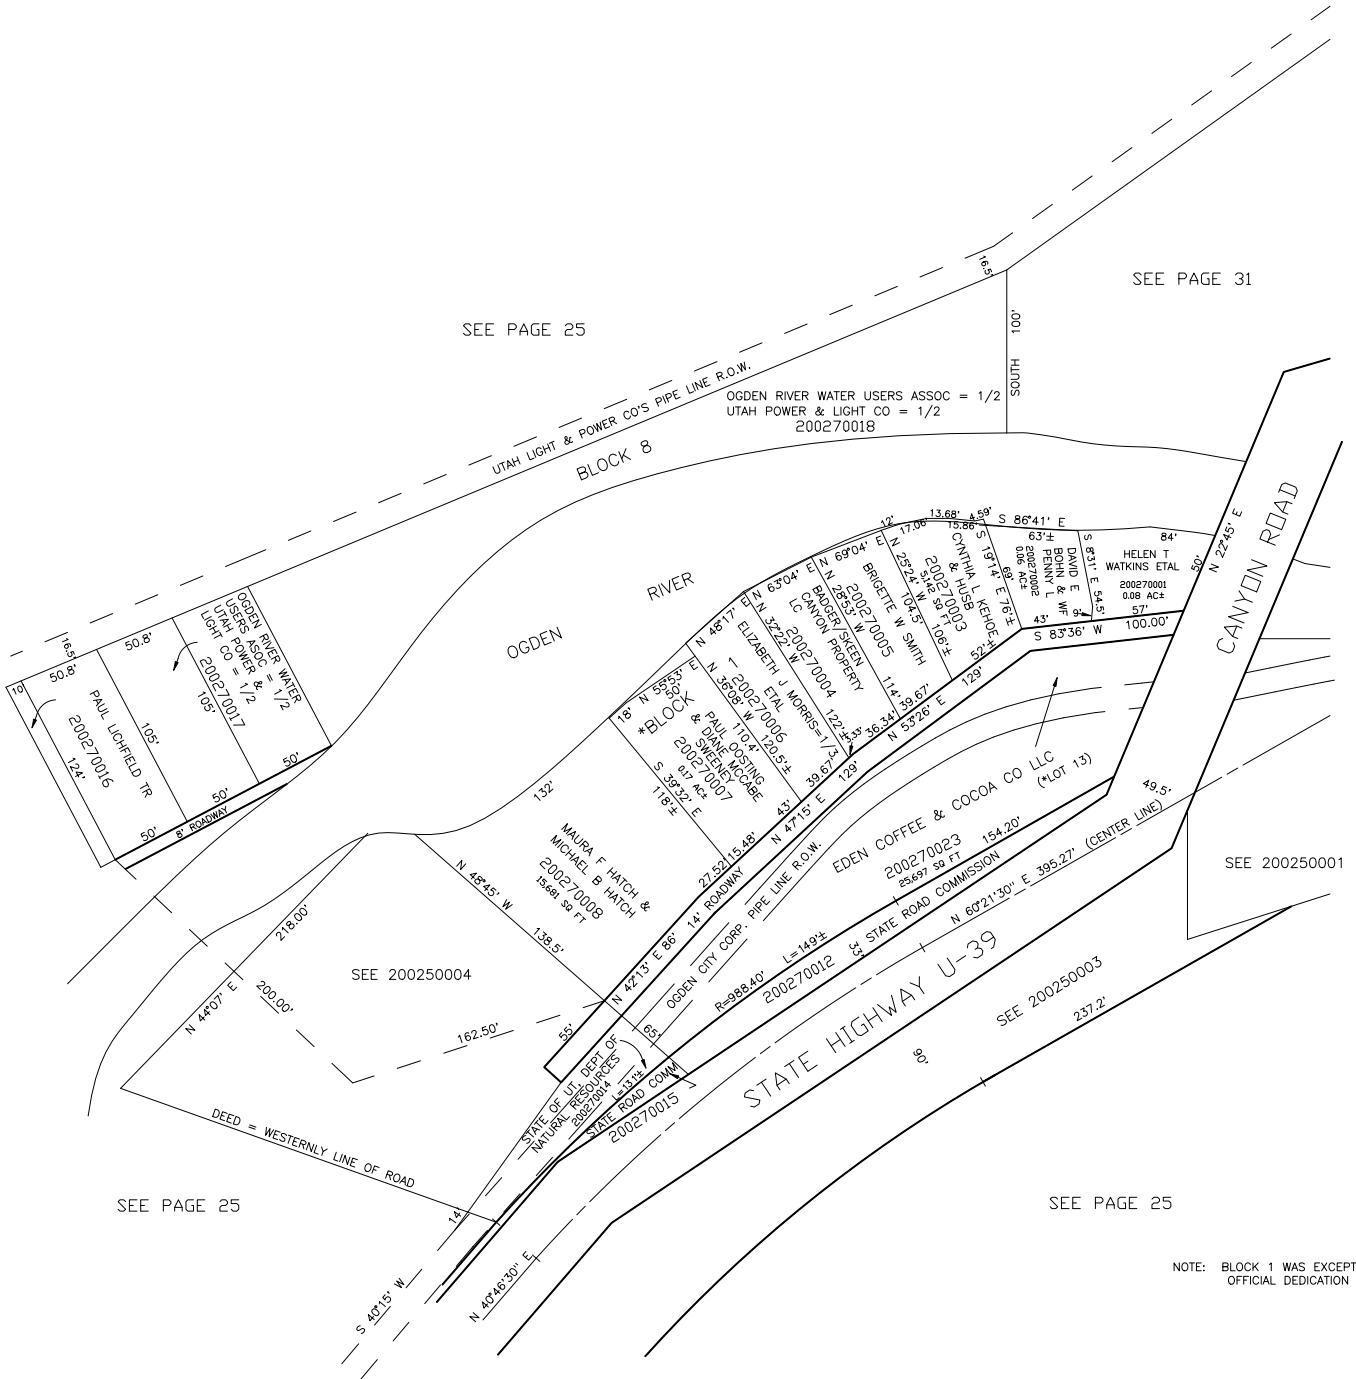 SEE PAGE 31
SEE PAGE 25
16.5'
SOUTH 100'
UTAH LIGHT & POWER CO'S PIPE LINE R.O.W.
OGDEN RIVER WATER USERS ASSOC = 1/2
UTAH POWER & LIGHT CO = 1/2
200270018
BLOCK 8
OGDEN
RIVER
CANYON ROAD
N 22°45' E
50'
12'
17.06'
13.68'
4.59'
15.86'
S 86°41' E
63'±
84'
HELEN T
WATKINS ETAL
200270001
0.08 AC±
57'
S 8°31' E 54.5'
DAVID E
BOHN & WF
PENNY L
200270002
0.06 AC±
43'
9'
S 83°36' W 100.00'
S 19°14' E 76'±
69'
CYNTHIA L KEHOE
& HUSB
200270003
5,142 SQ FT
106'±
52'±
N 25°24' W 104.5'
N 69°04' E
BRIGETTE W SMITH
200270005
N 28°53' W
114'
39.67'
129'
N 63°04' E
BADGER/SKEEN
CANYON PROPERTY
LC
200270004
N 32°22' W
122'±
36.34'
3.33'
N 53°26' E 129'
N 48°17' E
ELIZABETH J MORRIS=1/3
ETAL
200270006
N 36°08' W 110.4'
120.5'±
39.67'
18'
N 55°53' E
50'
*BLOCK 1
PAUL OOSTING
& DIANE MCCABE
SWEENEY
200270007
0.17 AC±
S 39°32' E
118'±
43'
N 47°15' E 129'
15.48'
27.52'
14' ROADWAY
132'
MAURA F HATCH &
MICHAEL B HATCH
200270008
15,681 SQ FT
N 48°45' W 138.5'
N 42°13' E 86'
55'
65'
OGDEN CITY CORP. PIPE LINE R.O.W.
EDEN COFFEE & COCOA CO LLC
(*LOT 13)
200270023
25,697 SQ FT
154.20'
49.5'
R=988.40' L=149'±
200270012
33'
STATE ROAD COMMISSION
N 60°21'30" E 395.27' (CENTER LINE)
SEE 200250001
STATE HIGHWAY U-39
SEE 200250003
237.2'
90'
16.5'
50.8'
50.8'
10'
OGDEN RIVER WATER
USERS ASOC = 1/2
UTAH POWER &
LIGHT CO = 1/2
200270017
105'
105'
PAUL LICHFIELD TR
200270016
124'
50'
50'
50'
8' ROADWAY
218.00'
N 44°07' E
200.00'
SEE 200250004
162.50'
DEED = WESTERNLY LINE OF ROAD
STATE OF UT, DEPT OF
NATURAL RESOURCES
200270014
L=131'±
STATE ROAD COMM
200270015
14'
S 40°15' W
N 40°46'30" E
SEE PAGE 25
SEE PAGE 25
NOTE: BLOCK 1 WAS EXCEPT
OFFICIAL DEDICATION